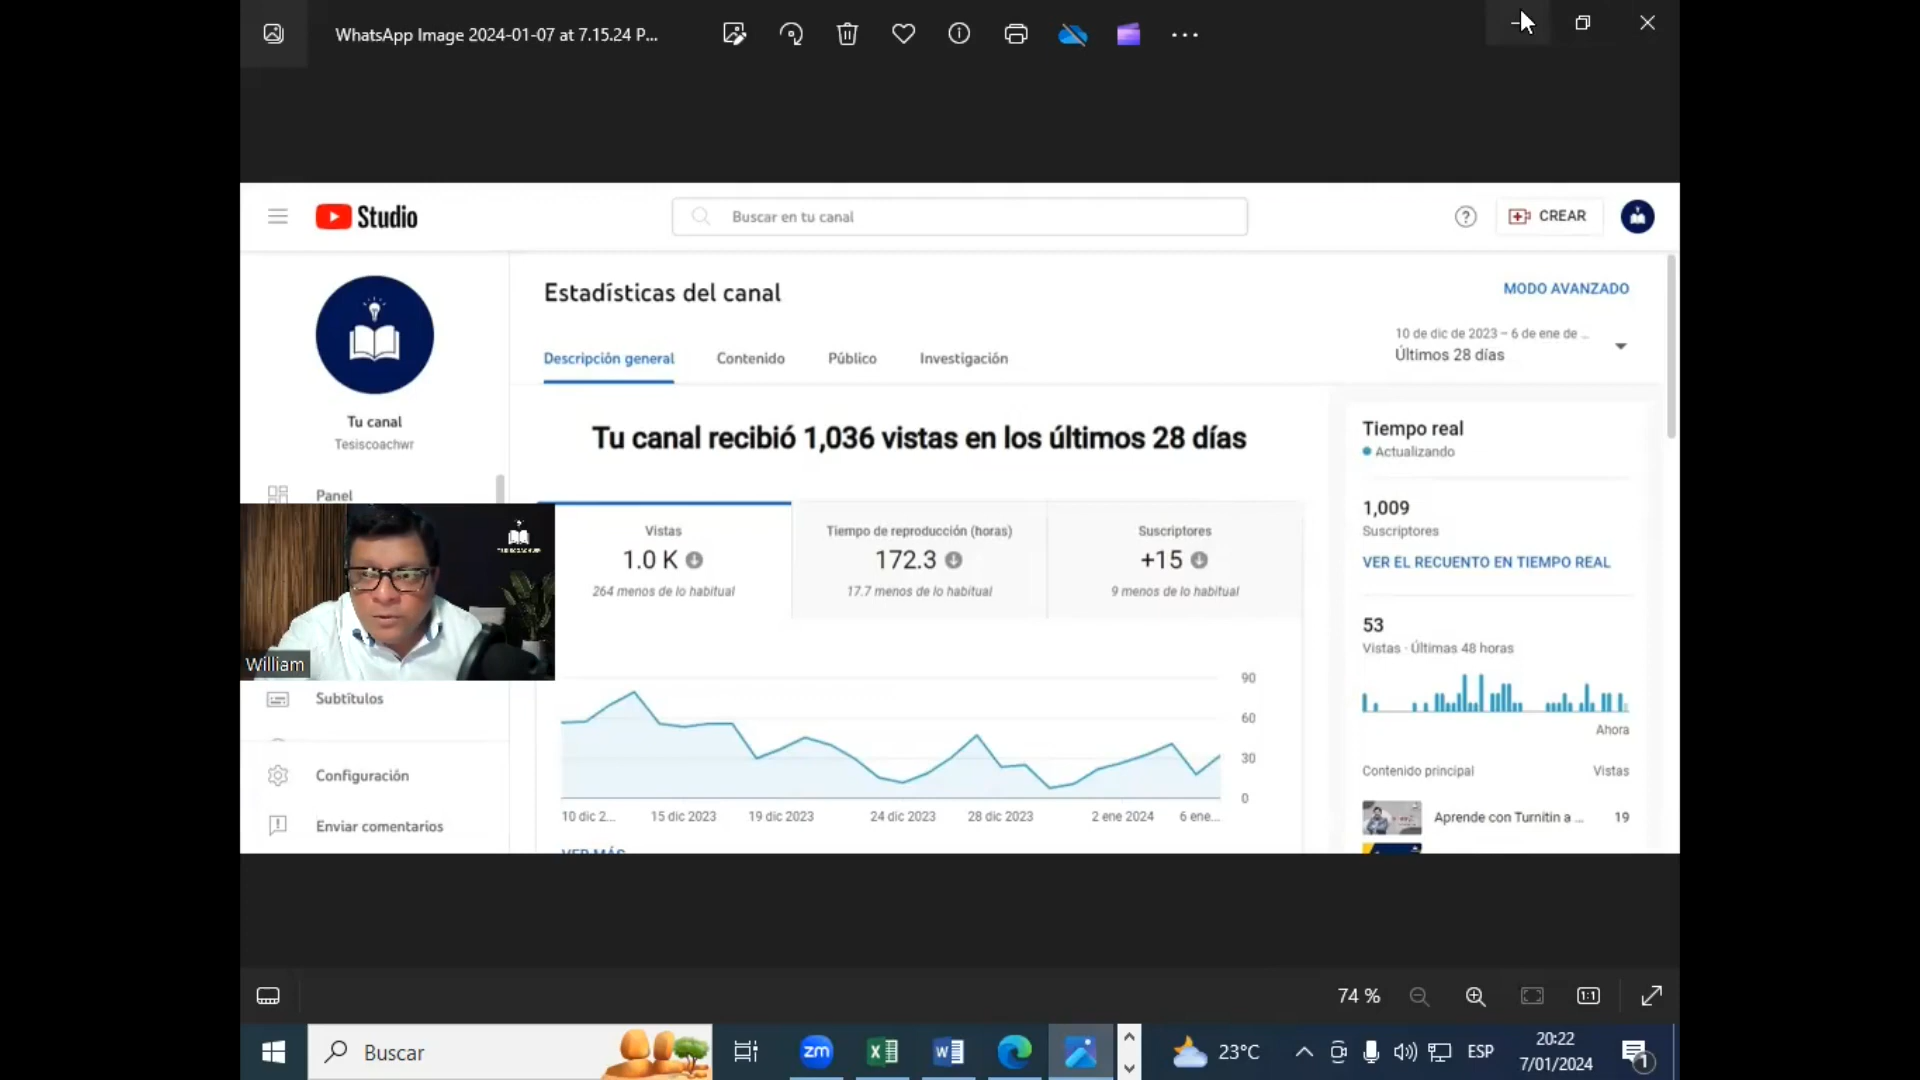 WhatsApp Image 2024-01-07 at 7.15.24 P...
Studio
Buscar en tu canal
CREAR
Tu canal
Tesiscoachwr
Panel
TESISCOACHWR
William
Subtítulos
Configuración
Enviar comentarios
Estadísticas del canal
MODO AVANZADO
Descripción general
Contenido
Público
Investigación
10 de dic de 2023 – 6 de ene de ...
Últimos 28 días
Tu canal recibió 1,036 vistas en los últimos 28 días
Vistas
1.0 K
264 menos de lo habitual
Tiempo de reproducción (horas)
172.3
17.7 menos de lo habitual
Suscriptores
+15
9 menos de lo habitual
90
60
30
0
10 dic 2...
15 dic 2023
19 dic 2023
24 dic 2023
28 dic 2023
2 ene 2024
6 ene...
VER MÁS
Tiempo real
Actualizando
1,009
Suscriptores
VER EL RECUENTO EN TIEMPO REAL
53
Vistas · Últimas 48 horas
Ahora
Contenido principal
Vistas
Aprende con Turnitin a ...
19
74 %
1:1
Buscar
zm
23°C
ESP
20:22
7/01/2024
1